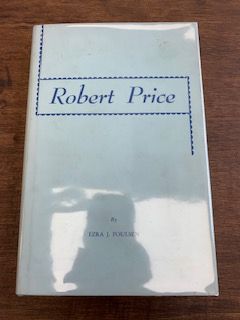 Robert Price
By
EZRA J. POULSEN